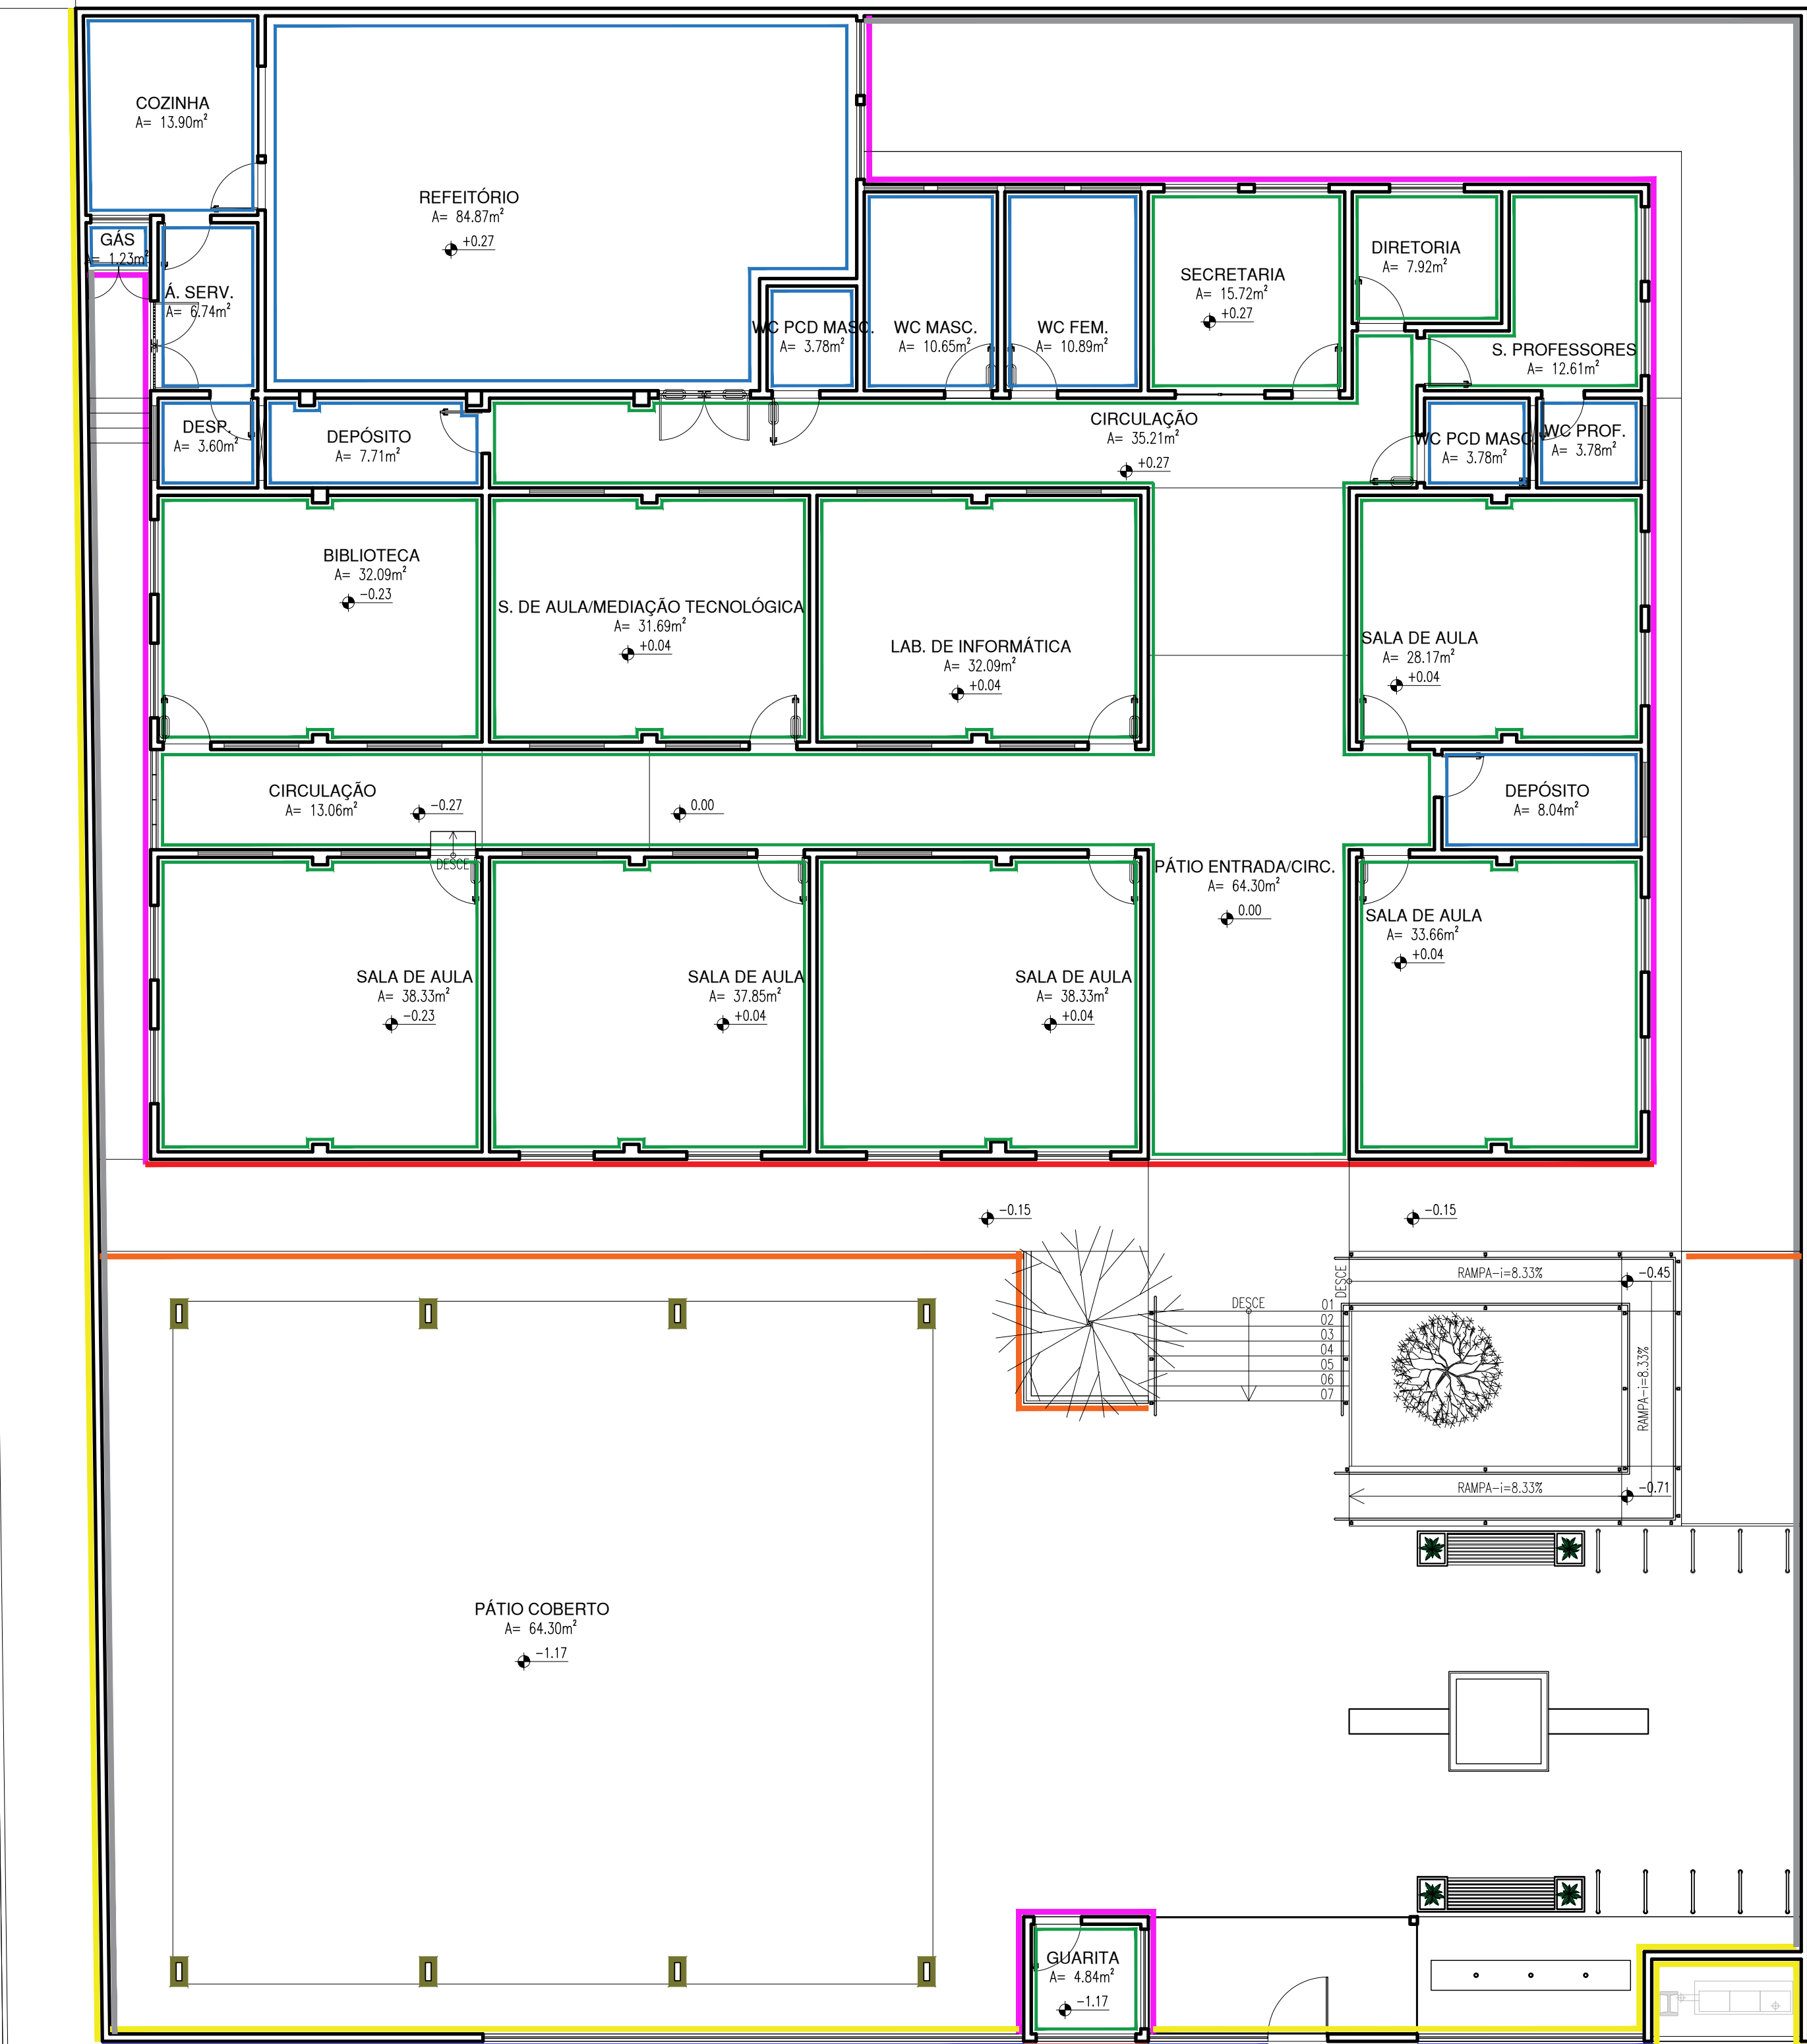 COZINHA
A= 13.90m²
REFEITÓRIO
A= 84.87m²
+0.27
GÁS
A= 1.23m²
Á. SERV.
A= 6.74m²
WC PCD MASC.
A= 3.78m²
WC MASC.
A= 10.65m²
WC FEM.
A= 10.89m²
SECRETARIA
A= 15.72m²
+0.27
DIRETORIA
A= 7.92m²
S. PROFESSORES
A= 12.61m²
DESP.
A= 3.60m²
DEPÓSITO
A= 7.71m²
CIRCULAÇÃO
A= 35.21m²
+0.27
WC PCD MASC.
A= 3.78m²
WC PROF.
A= 3.78m²
BIBLIOTECA
A= 32.09m²
-0.23
S. DE AULA/MEDIAÇÃO TECNOLÓGICA
A= 31.69m²
+0.04
LAB. DE INFORMÁTICA
A= 32.09m²
+0.04
SALA DE AULA
A= 28.17m²
+0.04
CIRCULAÇÃO
A= 13.06m²
-0.27
0.00
DESCE
DEPÓSITO
A= 8.04m²
PÁTIO ENTRADA/CIRC.
A= 64.30m²
0.00
SALA DE AULA
A= 33.66m²
+0.04
SALA DE AULA
A= 38.33m²
-0.23
SALA DE AULA
A= 37.85m²
+0.04
SALA DE AULA
A= 38.33m²
+0.04
-0.15
-0.15
DESCE
RAMPA-i=8.33%
-0.45
DESCE
01
02
03
04
05
06
07
RAMPA-i=8.33%
RAMPA-i=8.33%
-0.71
PÁTIO COBERTO
A= 64.30m²
-1.17
GUARITA
A= 4.84m²
-1.17